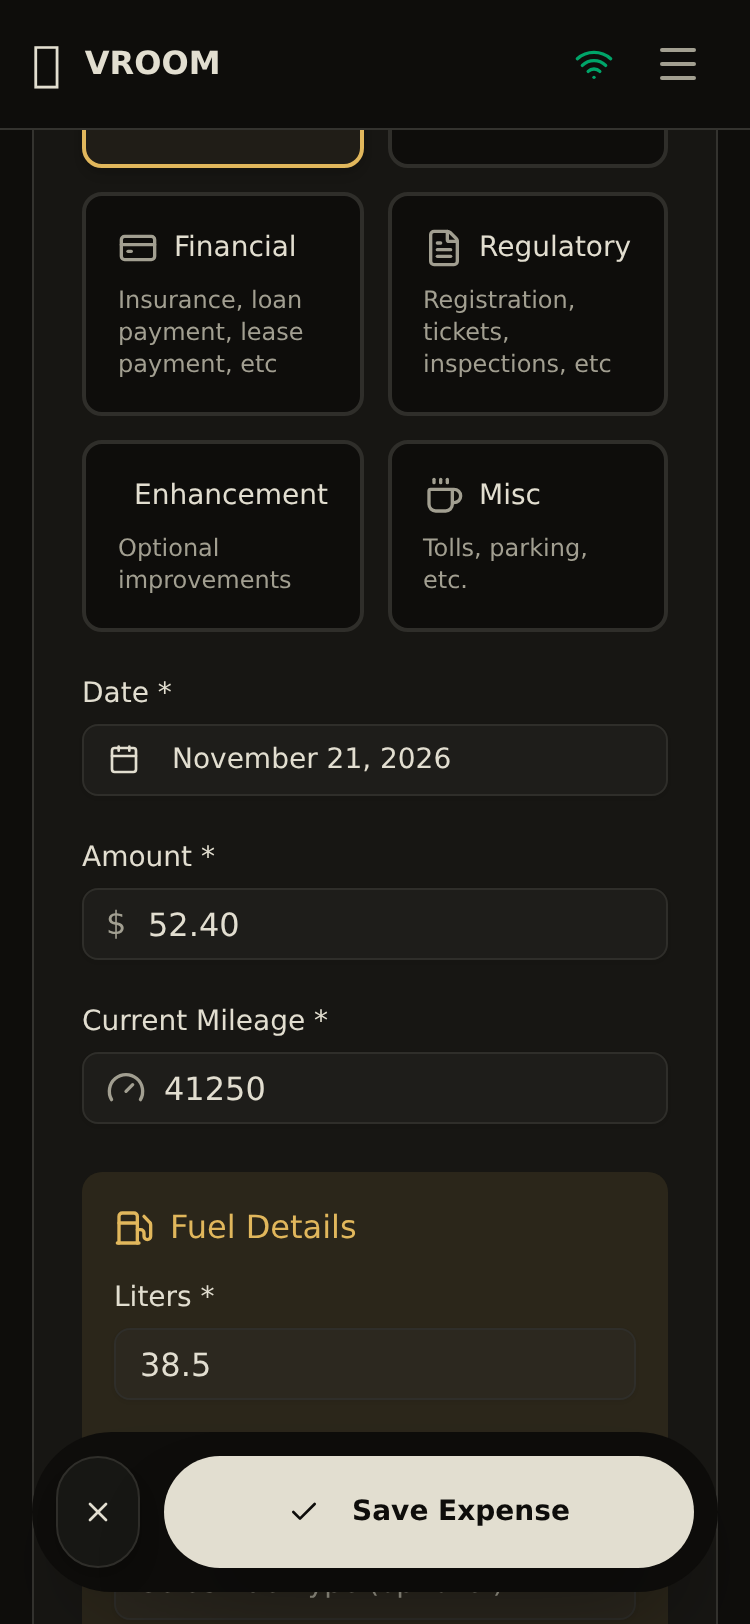 VROOM
Financial
Insurance, loan
payment, lease
payment, etc
Regulatory
Registration,
tickets,
inspections, etc
Enhancement
Optional
improvements
Misc
Tolls, parking,
etc.
Date *
November 21, 2026
Amount *
$ 52.40
Current Mileage *
41250
Fuel Details
Liters *
38.5
Save Expense